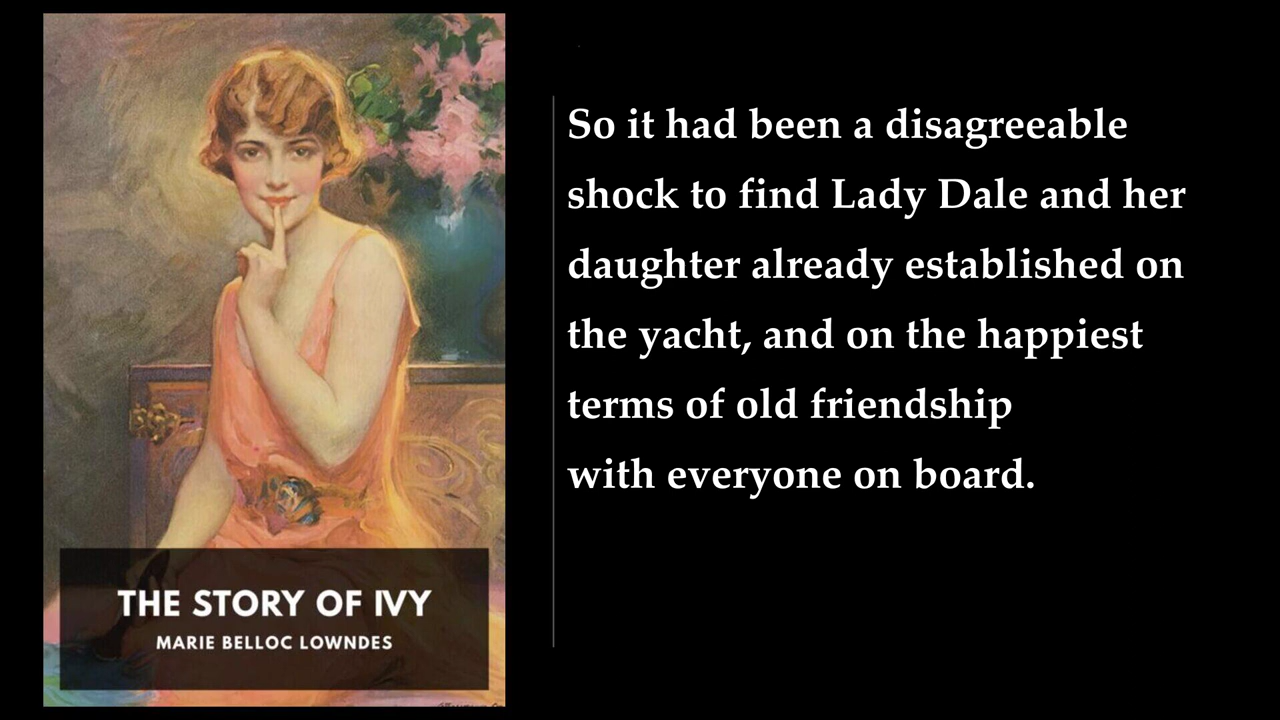 So it had been a disagreeable
shock to find Lady Dale and her
daughter already established on
the yacht, and on the happiest
terms of old friendship
with everyone on board.
THE STORY OF IVY
MARIE BELLOC LOWNDES